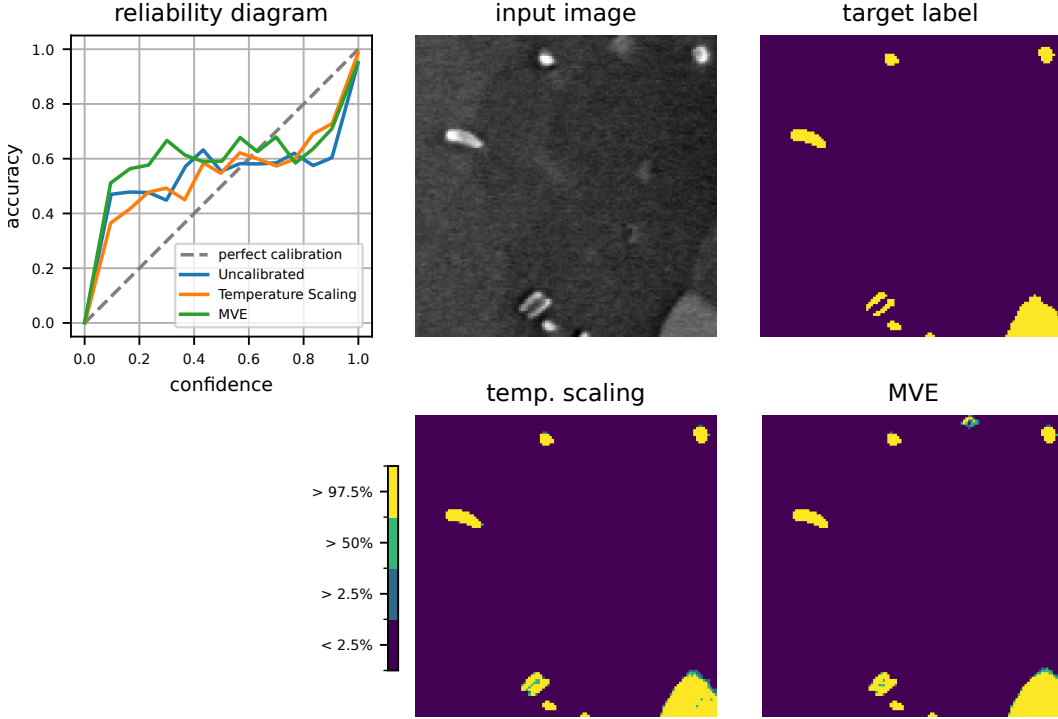 reliability diagram
input image
target label
accuracy
1.0
0.8
0.6
0.4
0.2
0.0
perfect calibration
Uncalibrated
Temperature Scaling
MVE
0.0 0.2 0.4 0.6 0.8 1.0
confidence
temp. scaling
MVE
> 97.5%
> 50%
> 2.5%
< 2.5%